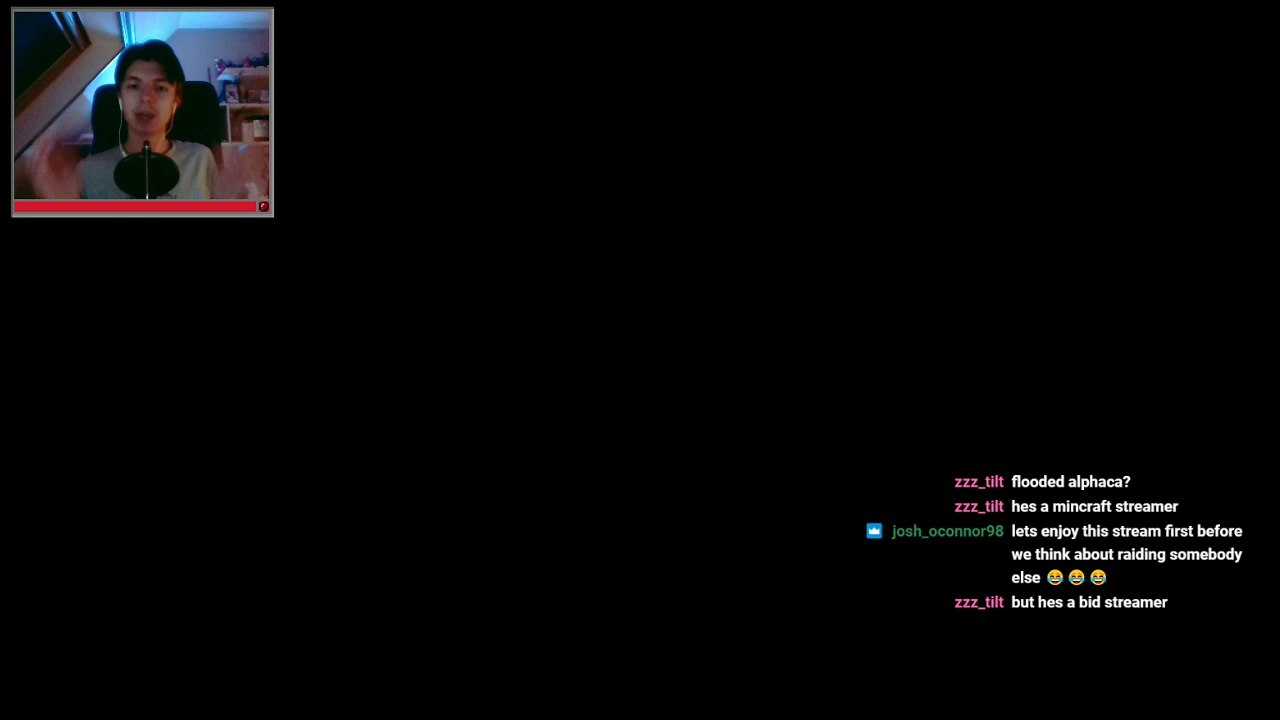 zzz_tilt flooded alphaca?
zzz_tilt hes a mincraft streamer
josh_oconnor98 lets enjoy this stream first before
we think about raiding somebody
else 😂 😂 😂
zzz_tilt but hes a bid streamer